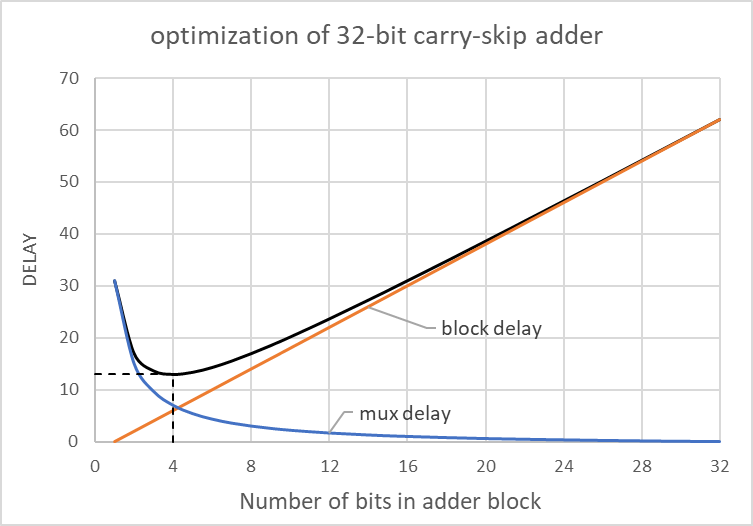 optimization of 32-bit carry-skip adder
70
60
50
40
30
20
10
0
DELAY
block delay
mux delay
0 4 8 12 16 20 24 28 32
Number of bits in adder block